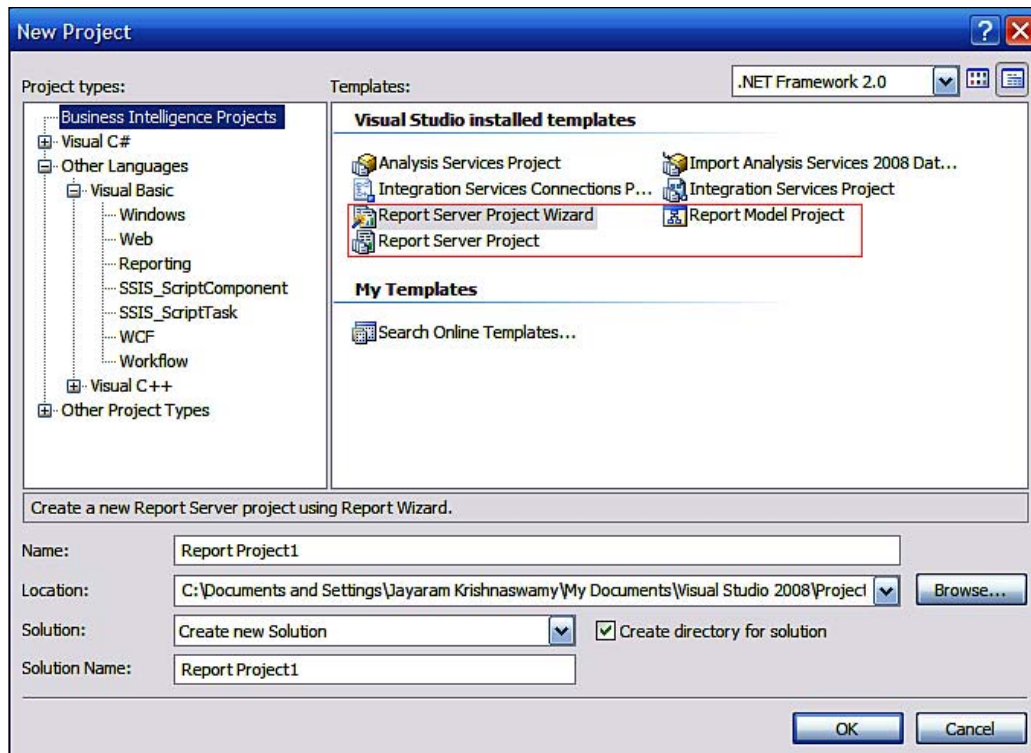 New Project
Project types:
Templates:
.NET Framework 2.0
Business Intelligence Projects
Visual C#
Other Languages
Visual Basic
Windows
Web
Reporting
SSIS_ScriptComponent
SSIS_ScriptTask
WCF
Workflow
Visual C++
Other Project Types
Visual Studio installed templates
Analysis Services Project
Import Analysis Services 2008 Dat...
Integration Services Connections P...
Integration Services Project
Report Server Project Wizard
Report Model Project
Report Server Project
My Templates
Search Online Templates...
Create a new Report Server project using Report Wizard.
Name:
Report Project1
Location:
C:\Documents and Settings\Jayaram Krishnaswamy\My Documents\Visual Studio 2008\Project
Browse...
Solution:
Create new Solution
Create directory for solution
Solution Name:
Report Project1
OK
Cancel